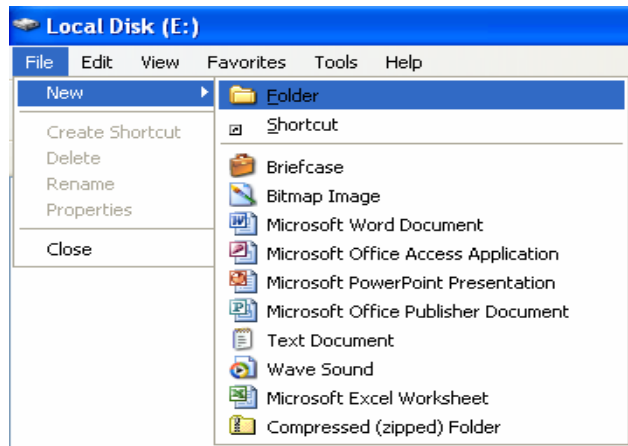 Local Disk (E:)
File Edit View Favorites Tools Help
New
Create Shortcut
Delete
Rename
Properties
Close
Folder
Shortcut
Briefcase
Bitmap Image
Microsoft Word Document
Microsoft Office Access Application
Microsoft PowerPoint Presentation
Microsoft Office Publisher Document
Text Document
Wave Sound
Microsoft Excel Worksheet
Compressed (zipped) Folder